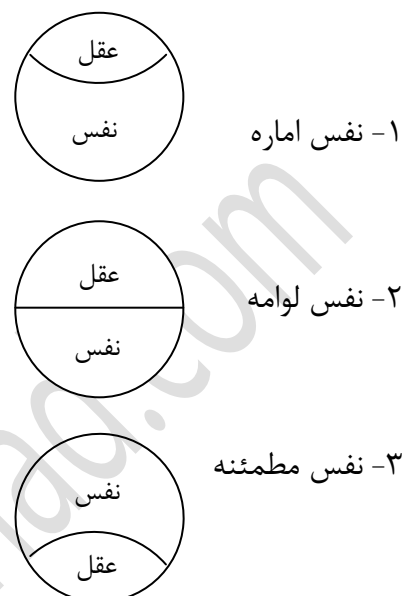 عقل
نفس
۱- نفس اماره
عقل
نفس
۲- نفس لوامه
نفس
عقل
۳- نفس مطمئنه